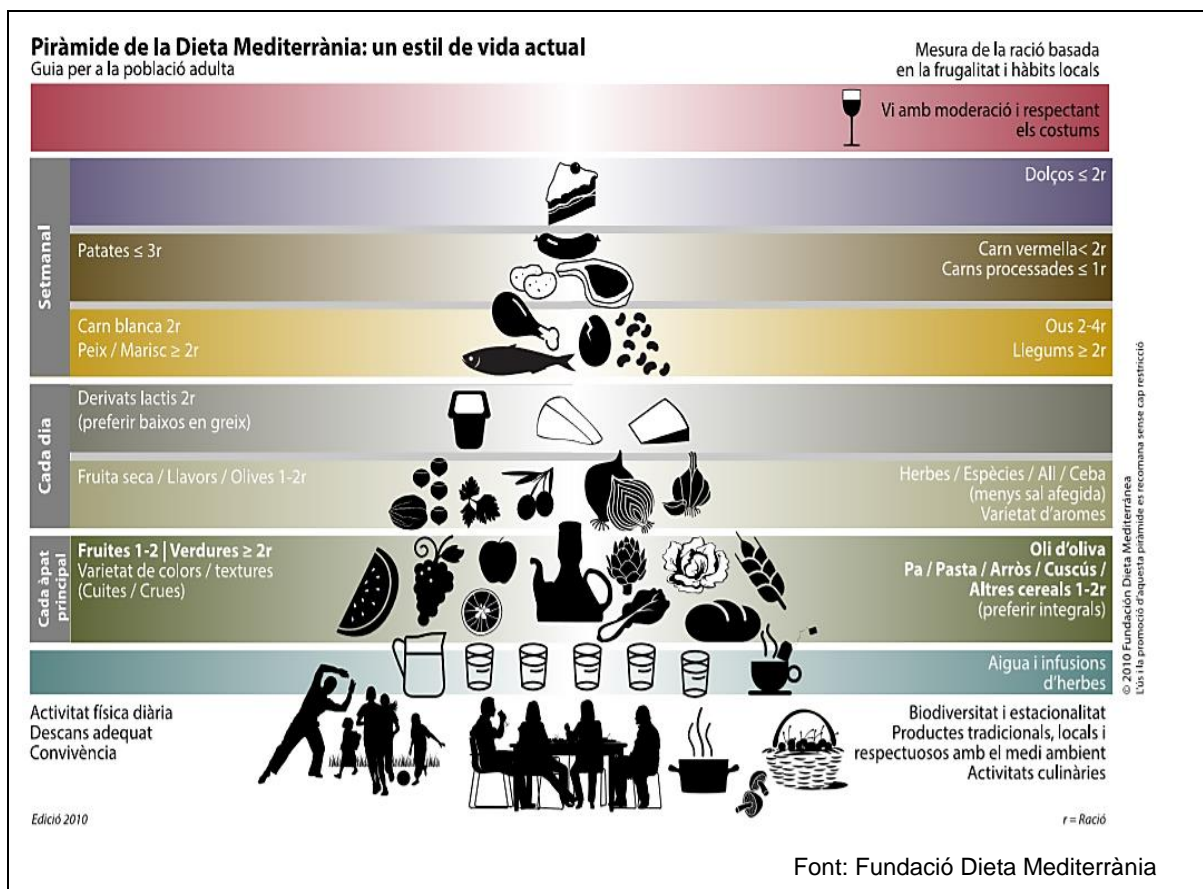 Piràmide de la Dieta Mediterrània: un estil de vida actual
Guia per a la població adulta
Mesura de la ració basada
en la frugalitat i hàbits locals
Vi amb moderació i respectant
els costums
Setmanal
Dolços ≤ 2r
Patates ≤ 3r
Carn vermella< 2r
Carns processades ≤ 1r
Carn blanca 2r
Peix / Marisc ≥ 2r
Ous 2-4r
Llegums ≥ 2r
Cada dia
Derivats lactis 2r
(preferir baixos en greix)
Fruita seca / Llavors / Olives 1-2r
Herbes / Espècies / All / Ceba
(menys sal afegida)
Varietat d'aromes
Cada àpat
principal
Fruites 1-2 | Verdures ≥ 2r
Varietat de colors / textures
(Cuites / Crues)
Oli d'oliva
Pa / Pasta / Arròs / Cuscús /
Altres cereals 1-2r
(preferir integrals)
Aigua i infusions
d'herbes
Activitat física diària
Descans adequat
Convivència
Biodiversitat i estacionalitat
Productes tradicionals, locals i
respectuosos amb el medi ambient
Activitats culinàries
© 2010 Fundación Dieta Mediterránea
L'ús i la promoció d'aquesta piràmide es recomana sense cap restricció
Edició 2010
r = Ració
Font: Fundació Dieta Mediterrània